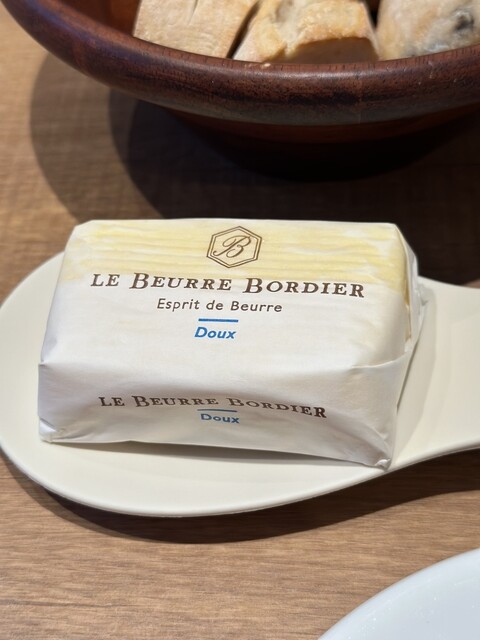 B
LE BEURRE BORDIER
Esprit de Beurre
Doux
LE BEURRE BORDIER
Doux